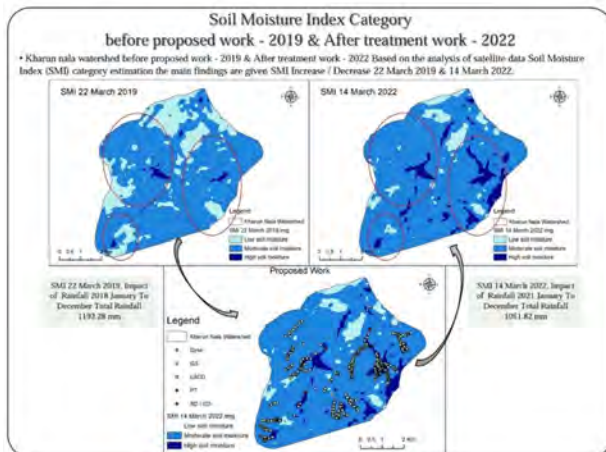 Soil Moisture Index Category
before proposed work - 2019 & After treatment work - 2022
• Kharun nala watershed before proposed work - 2019 & After treatment work - 2022 Based on the analysis of satellite data Soil Moisture
Index (SMI) category estimation the main findings are given SMI Increase / Decrease 22 March 2019 & 14 March 2022.
SMI 22 March 2019
Legend
Kharun Nala Watershed
SMI 22 March 2019 img
Low soil moisture
Moderate soil moisture
High soil moisture
SMI 14 March 2022
Legend
Kharun Nala Watershed
SMI 14 March 2022 img
Low soil moisture
Moderate soil moisture
High soil moisture
SMI 22 March 2019, Impact
of Rainfall 2018 January To
December Total Rainfall
1193.28 mm
SMI 14 March 2022, Impact
of Rainfall 2021 January To
December Total Rainfall
1051.82 mm
Proposed Work
Legend
Kharun Nala Watershed
PT
SMI 14 March 2022 img
Low soil moisture
Moderate soil moisture
High soil moisture